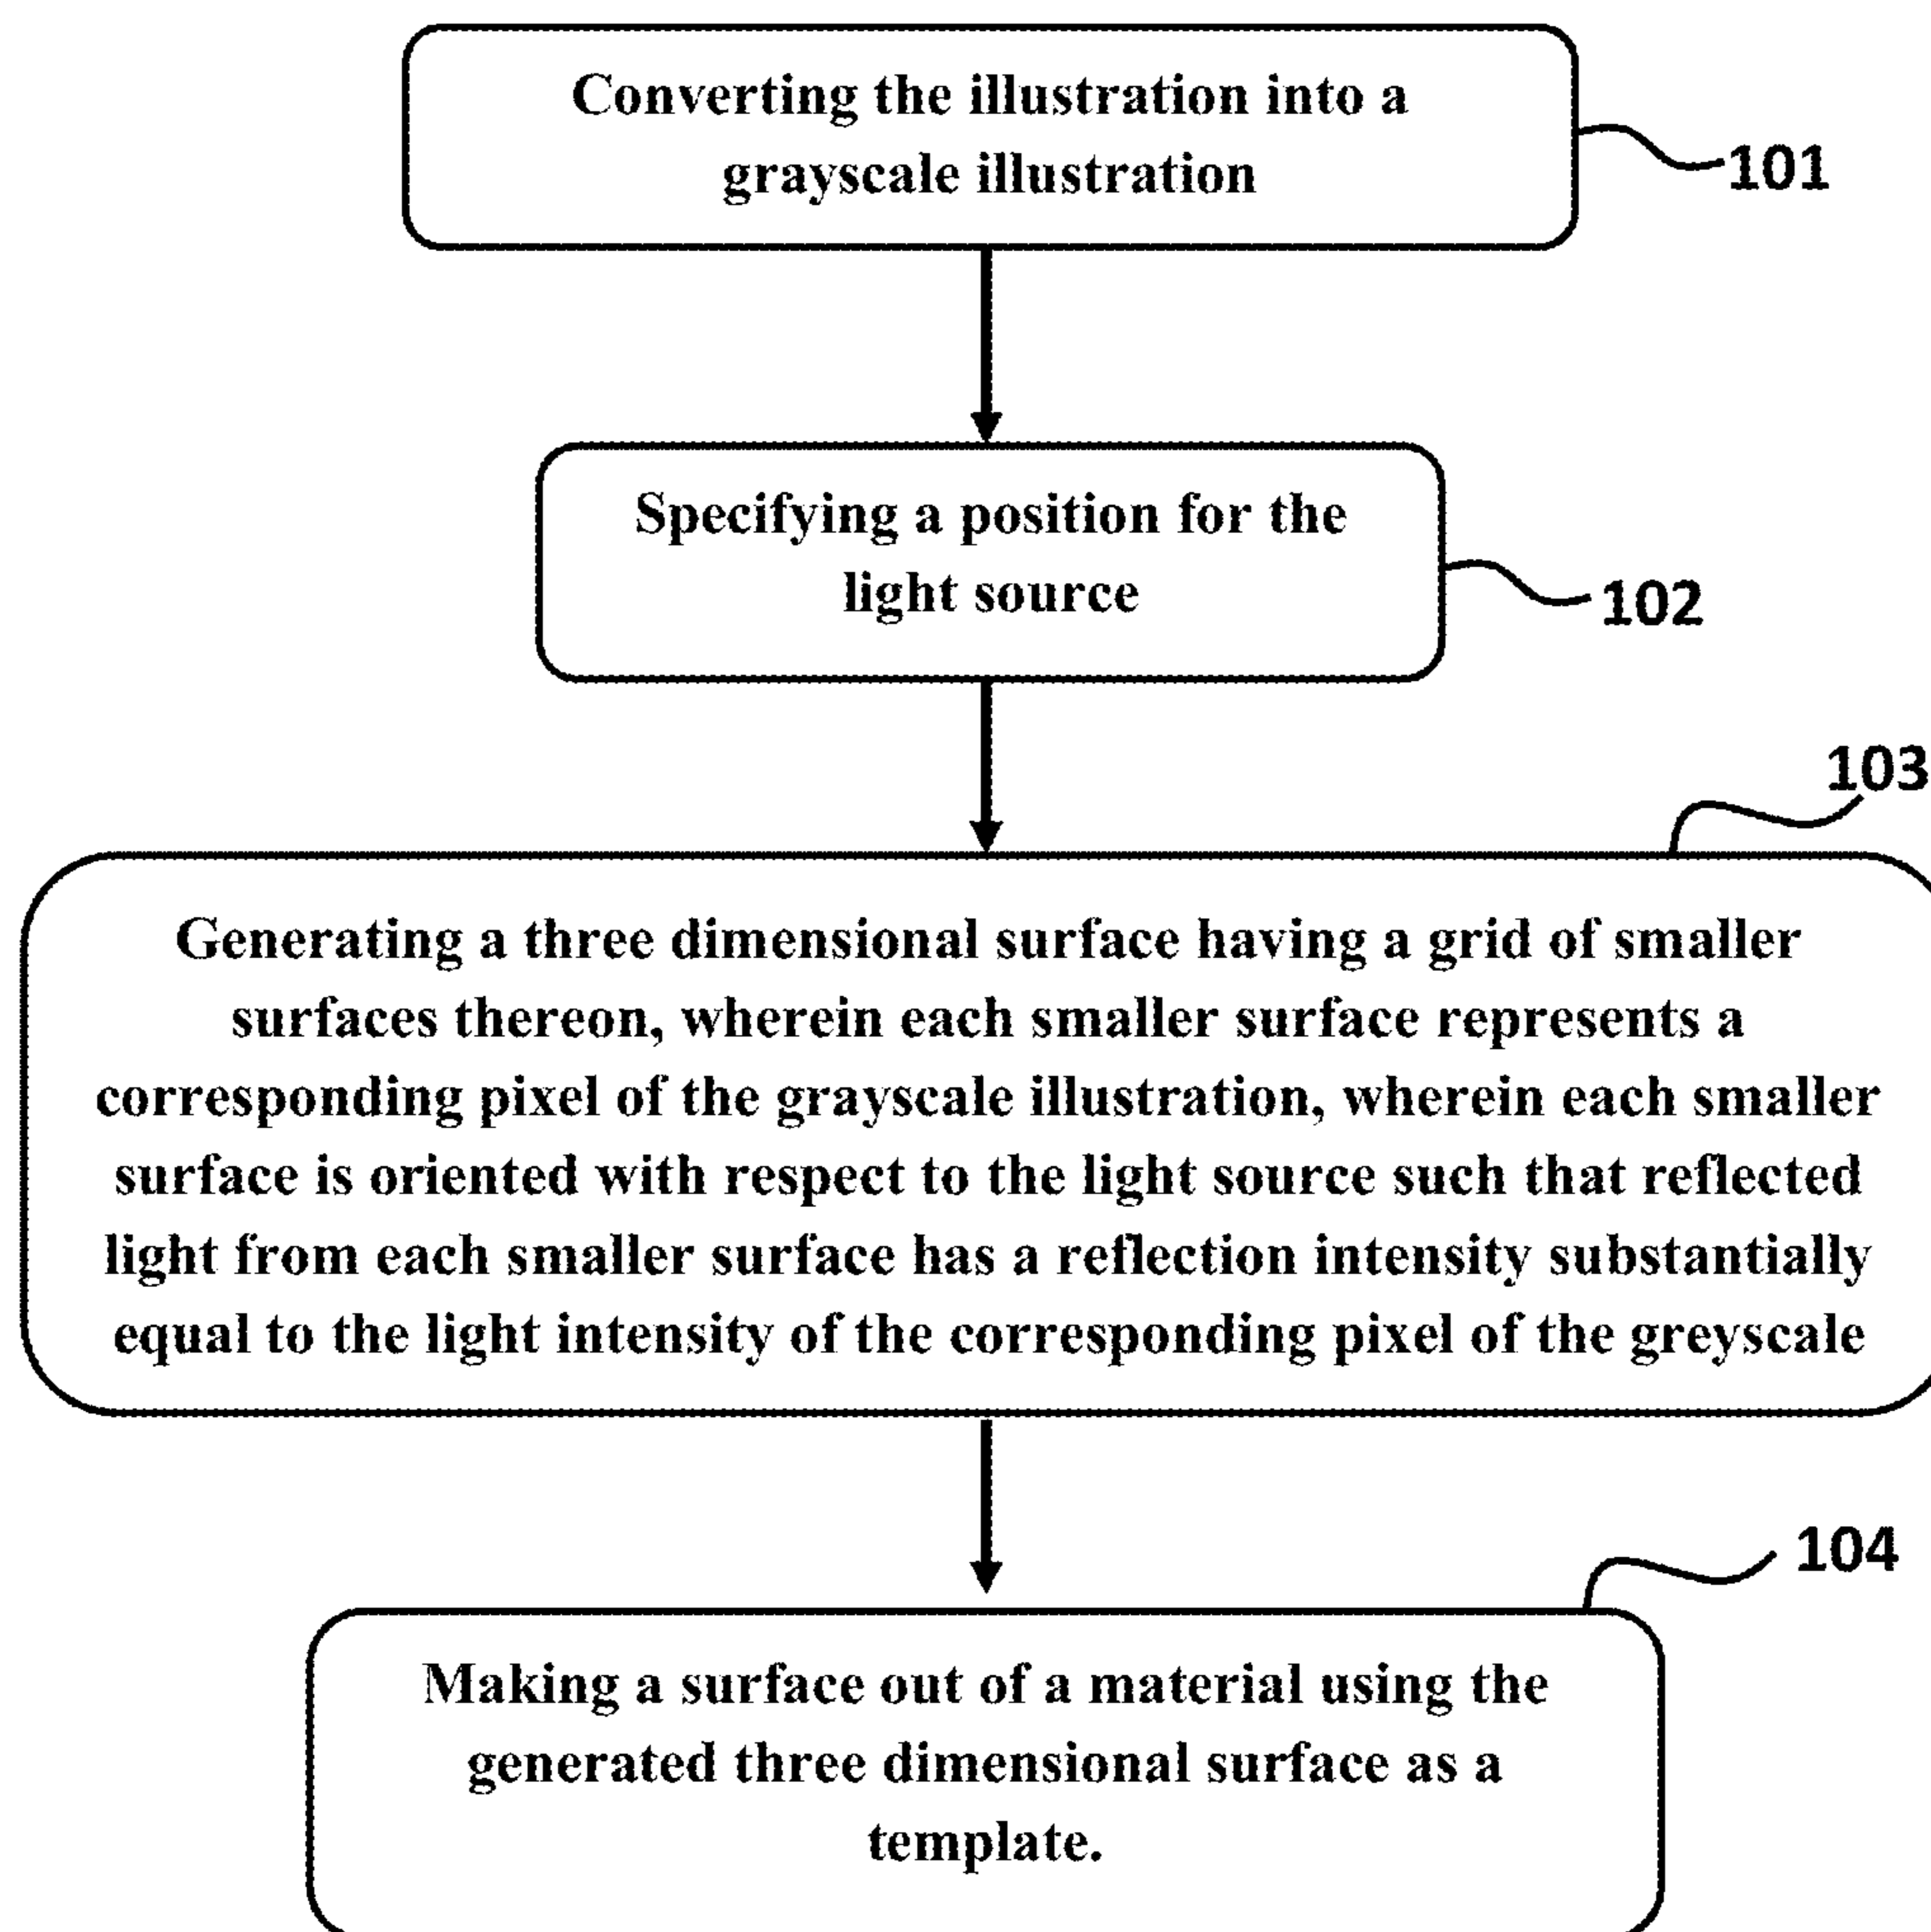 Converting the illustration into a
grayscale illustration
101
Specifying a position for the
light source
102
103
Generating a three dimensional surface having a grid of smaller
surfaces thereon, wherein each smaller surface represents a
corresponding pixel of the grayscale illustration, wherein each smaller
surface is oriented with respect to the light source such that reflected
light from each smaller surface has a reflection intensity substantially
equal to the light intensity of the corresponding pixel of the greyscale
104
Making a surface out of a material using the
generated three dimensional surface as a
template.